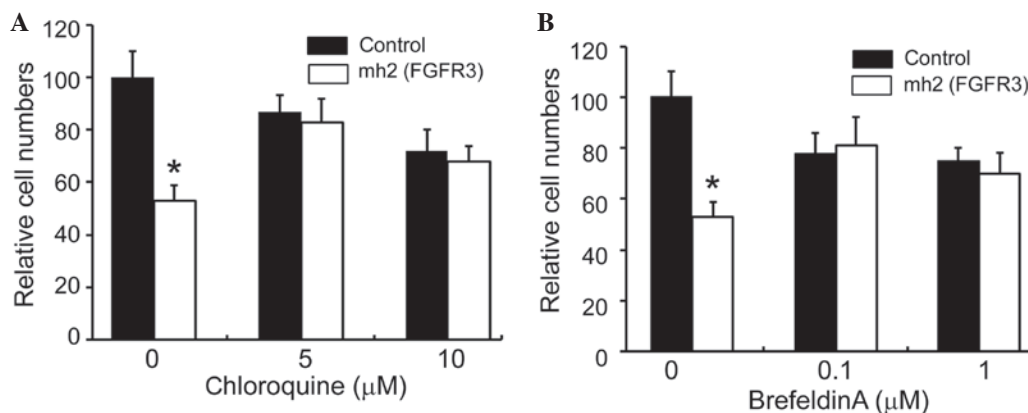 A
Relative cell numbers
120
100
80
60
40
20
0
Control
mh2 (FGFR3)
*
0 5 10
Chloroquine (μM)
B
Relative cell numbers
120
100
80
60
40
20
0
Control
mh2 (FGFR3)
*
0 0.1 1
BrefeldinA (μM)